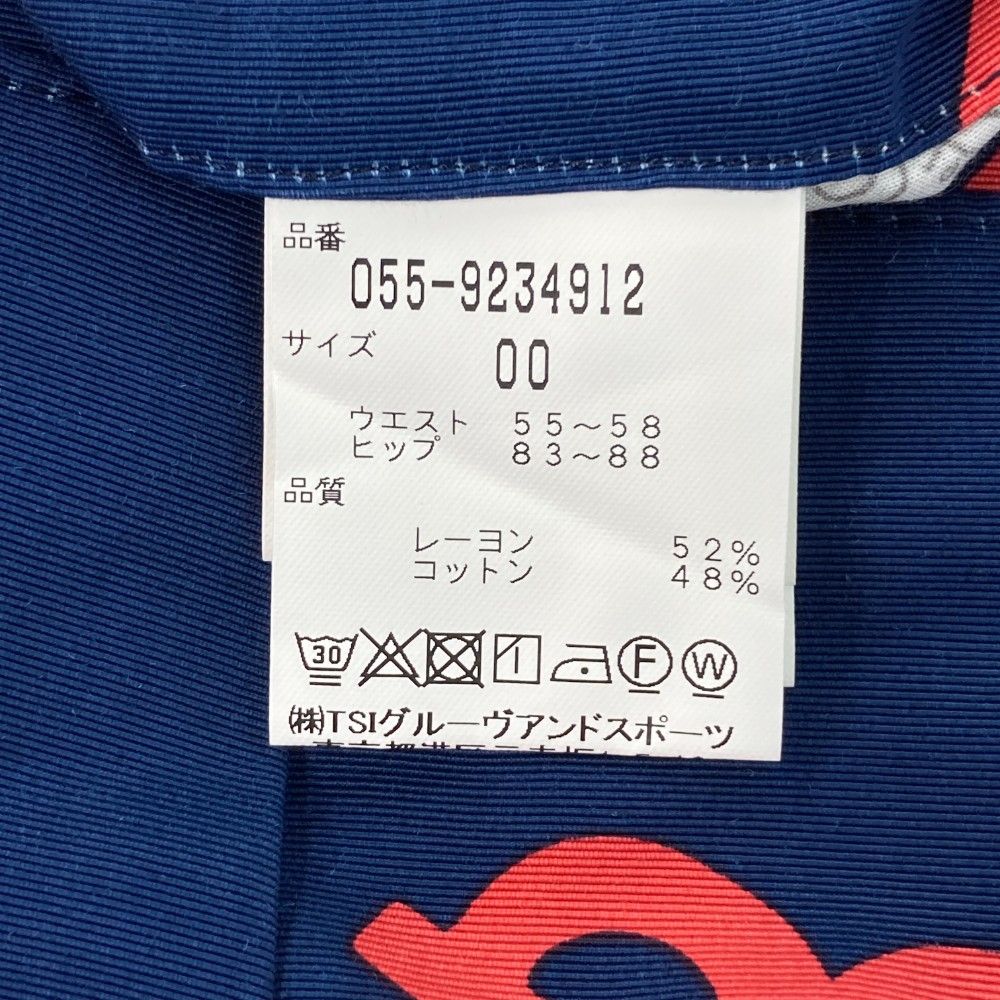 品番
055-9234912
サイズ
00
ウエスト 55～58
ヒップ 83～88
品質
レーヨン 52%
コットン 48%
30
F
W
㈱TSIグルーヴアンドスポーツ